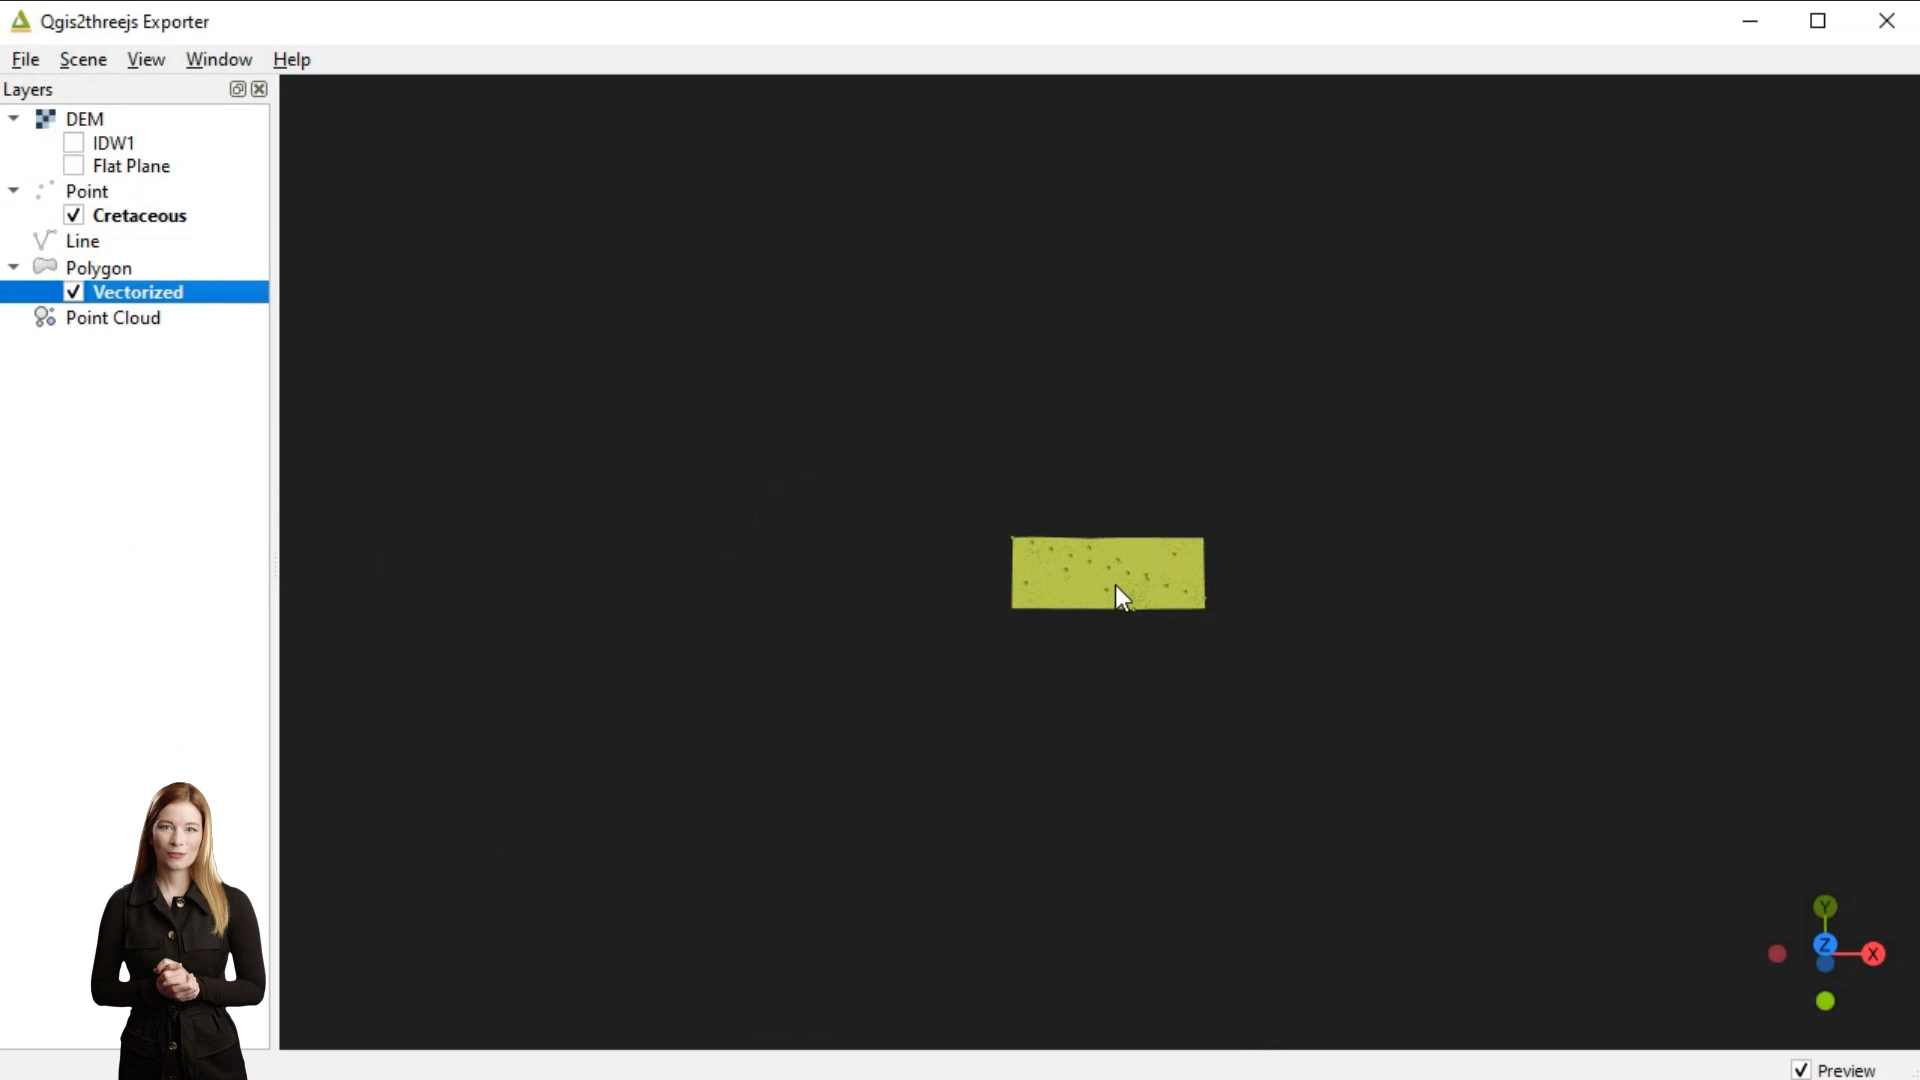 Qgis2threejs Exporter
File Scene View Window Help
Layers
DEM
IDW1
Flat Plane
Point
Cretaceous
Line
Polygon
Vectorized
Point Cloud
Y
Z
X
Preview